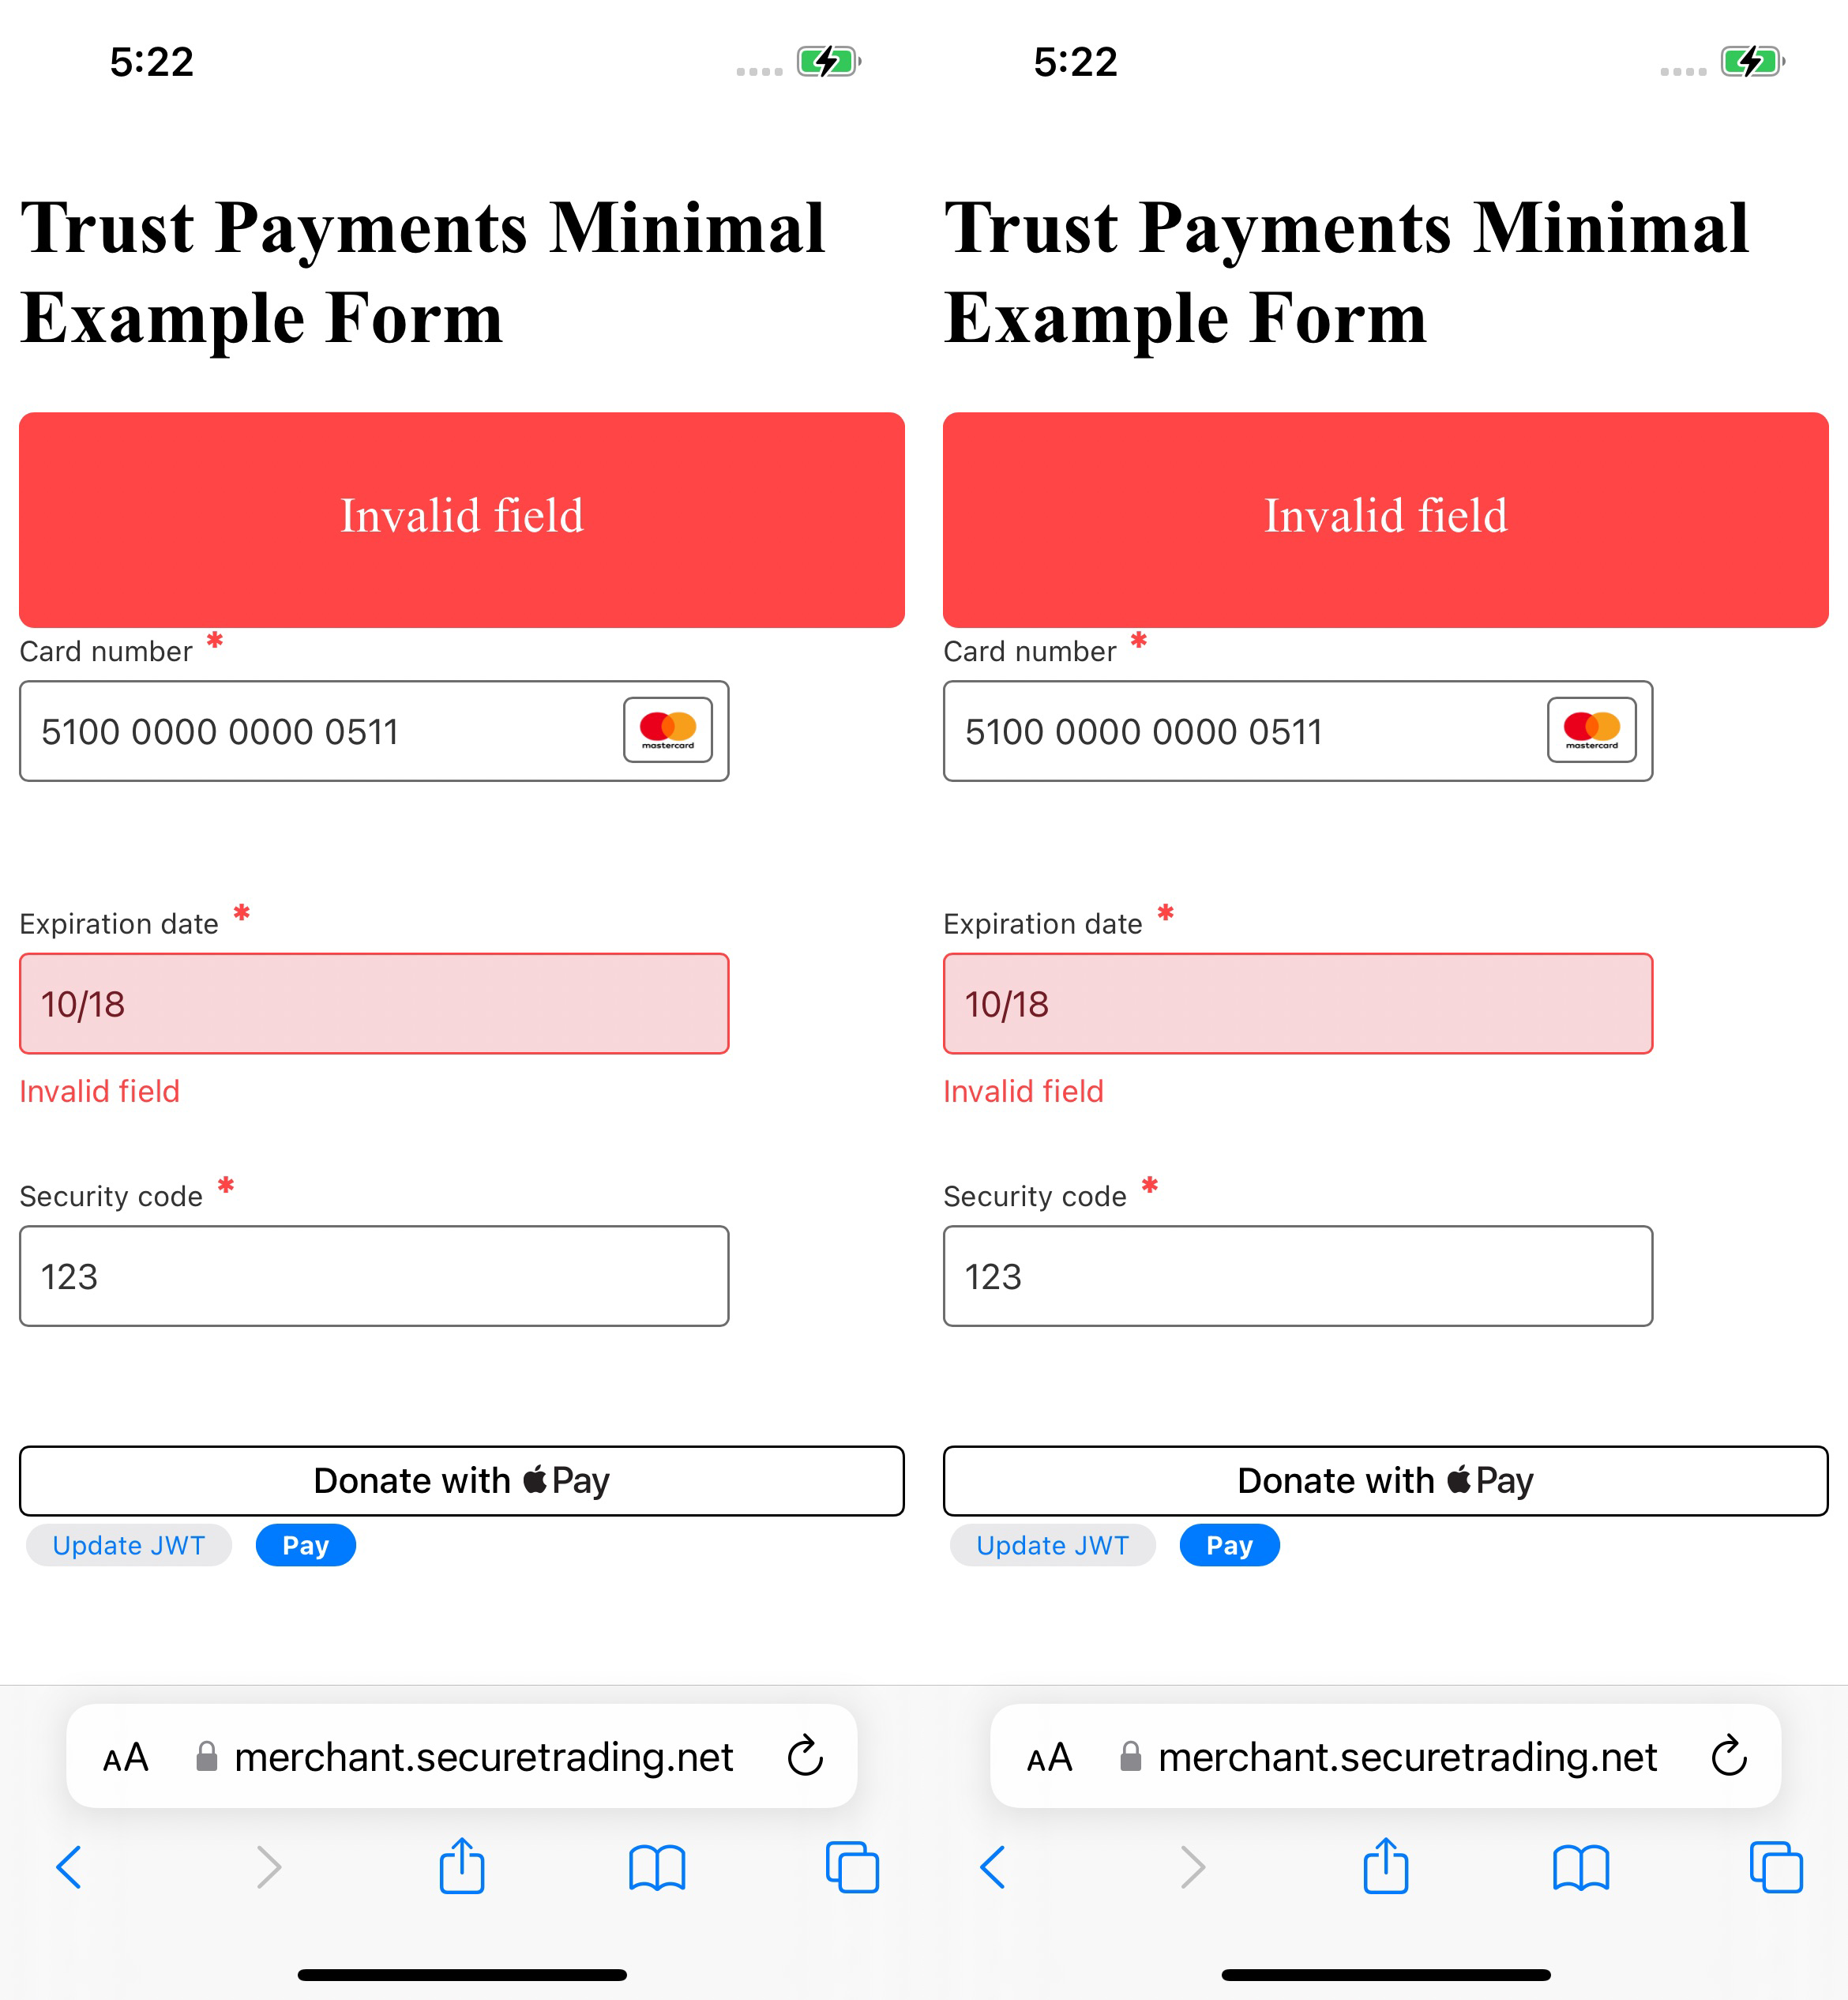 5:22
Trust Payments Minimal
Example Form
Invalid field
Card number *
5100 0000 0000 0511
mastercard
Expiration date *
10/18
Invalid field
Security code *
123
Donate with Pay
Update JWT
Pay
AA
merchant.securetrading.net
5:22
Trust Payments Minimal
Example Form
Invalid field
Card number *
5100 0000 0000 0511
mastercard
Expiration date *
10/18
Invalid field
Security code *
123
Donate with Pay
Update JWT
Pay
AA
merchant.securetrading.net